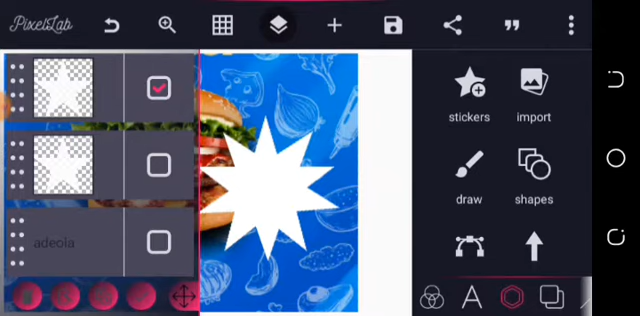 PixelLab
stickers
import
draw
shapes
adeola
A